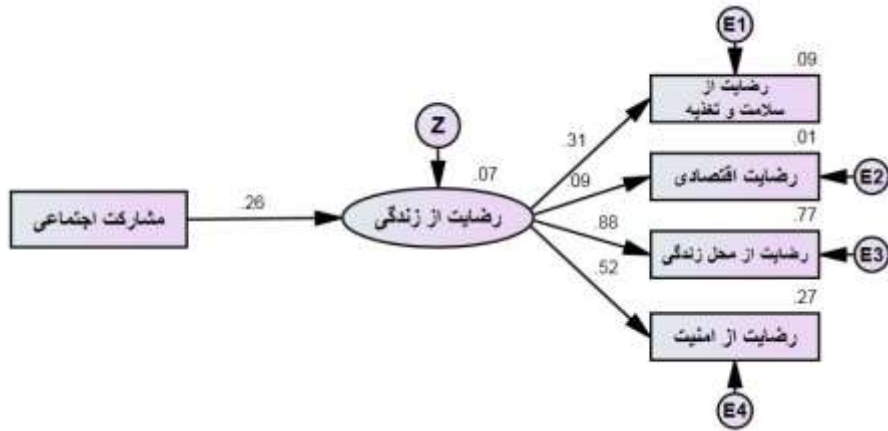 E1
.09
رضایت از
سلامت و تغذیه
Z
.31
.01
.07
.09
رضایت اقتصادی
E2
.26
مشارکت اجتماعی
رضایت از زندگی
.88
.77
رضایت از محل زندگی
E3
.52
.27
رضایت از امنیت
E4